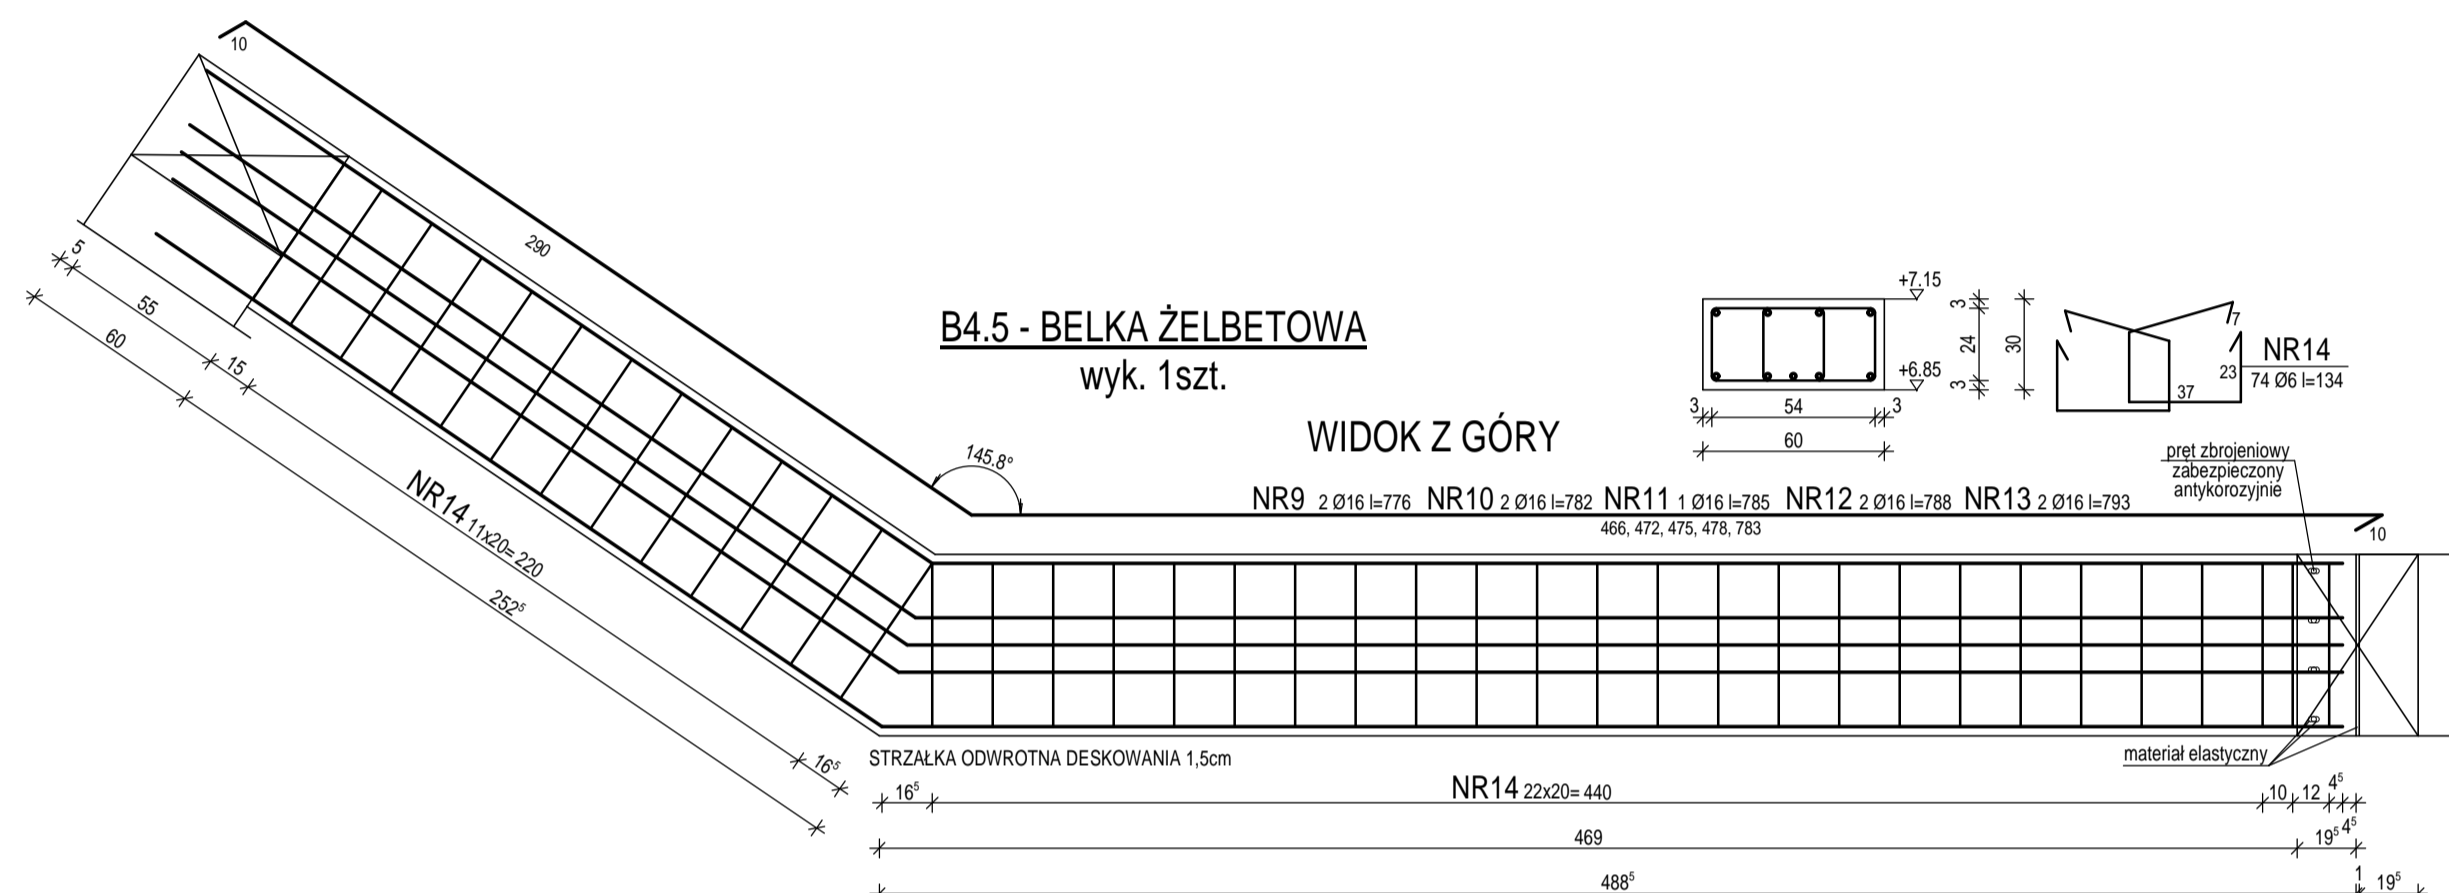 10
290
5
55
60
15
NR14 11x20= 220
252⁵
16⁵
B4.5 - BELKA ŻELBETOWA
wyk. 1szt.
WIDOK Z GÓRY
145.8°
+7.15
+6.85
3
24
3
30
3
54
3
60
7
23
37
NR14
74 Ø6 l=134
pręt zbrojeniowy
zabezpieczony
antykorozyjnie
NR9 2 Ø16 l=776 NR10 2 Ø16 l=782 NR11 1 Ø16 l=785 NR12 2 Ø16 l=788 NR13 2 Ø16 l=793
466, 472, 475, 478, 783
10
STRZAŁKA ODWROTNA DESKOWANIA 1,5cm
materiał elastyczny
16⁵
NR14 22x20= 440
10
12
4⁵
469
19⁵
4⁵
488⁵
1
19⁵